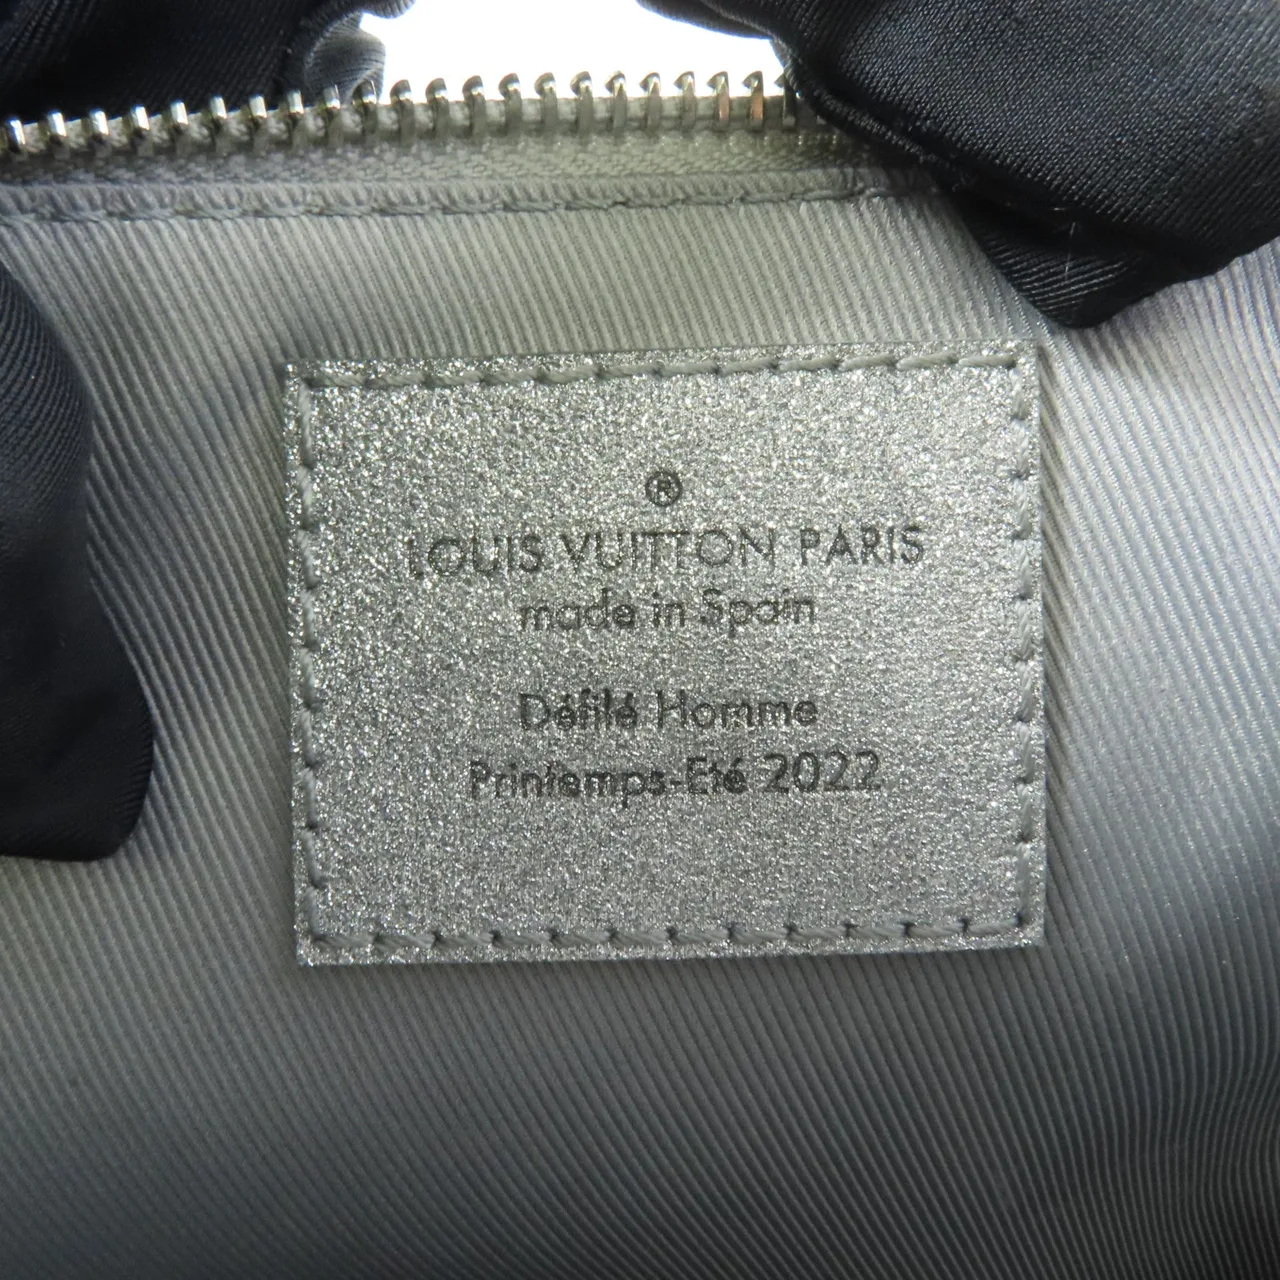 ®
LOUIS VUITTON PARIS
made in Spain
Défilé Homme
Printemps-Eté 2022